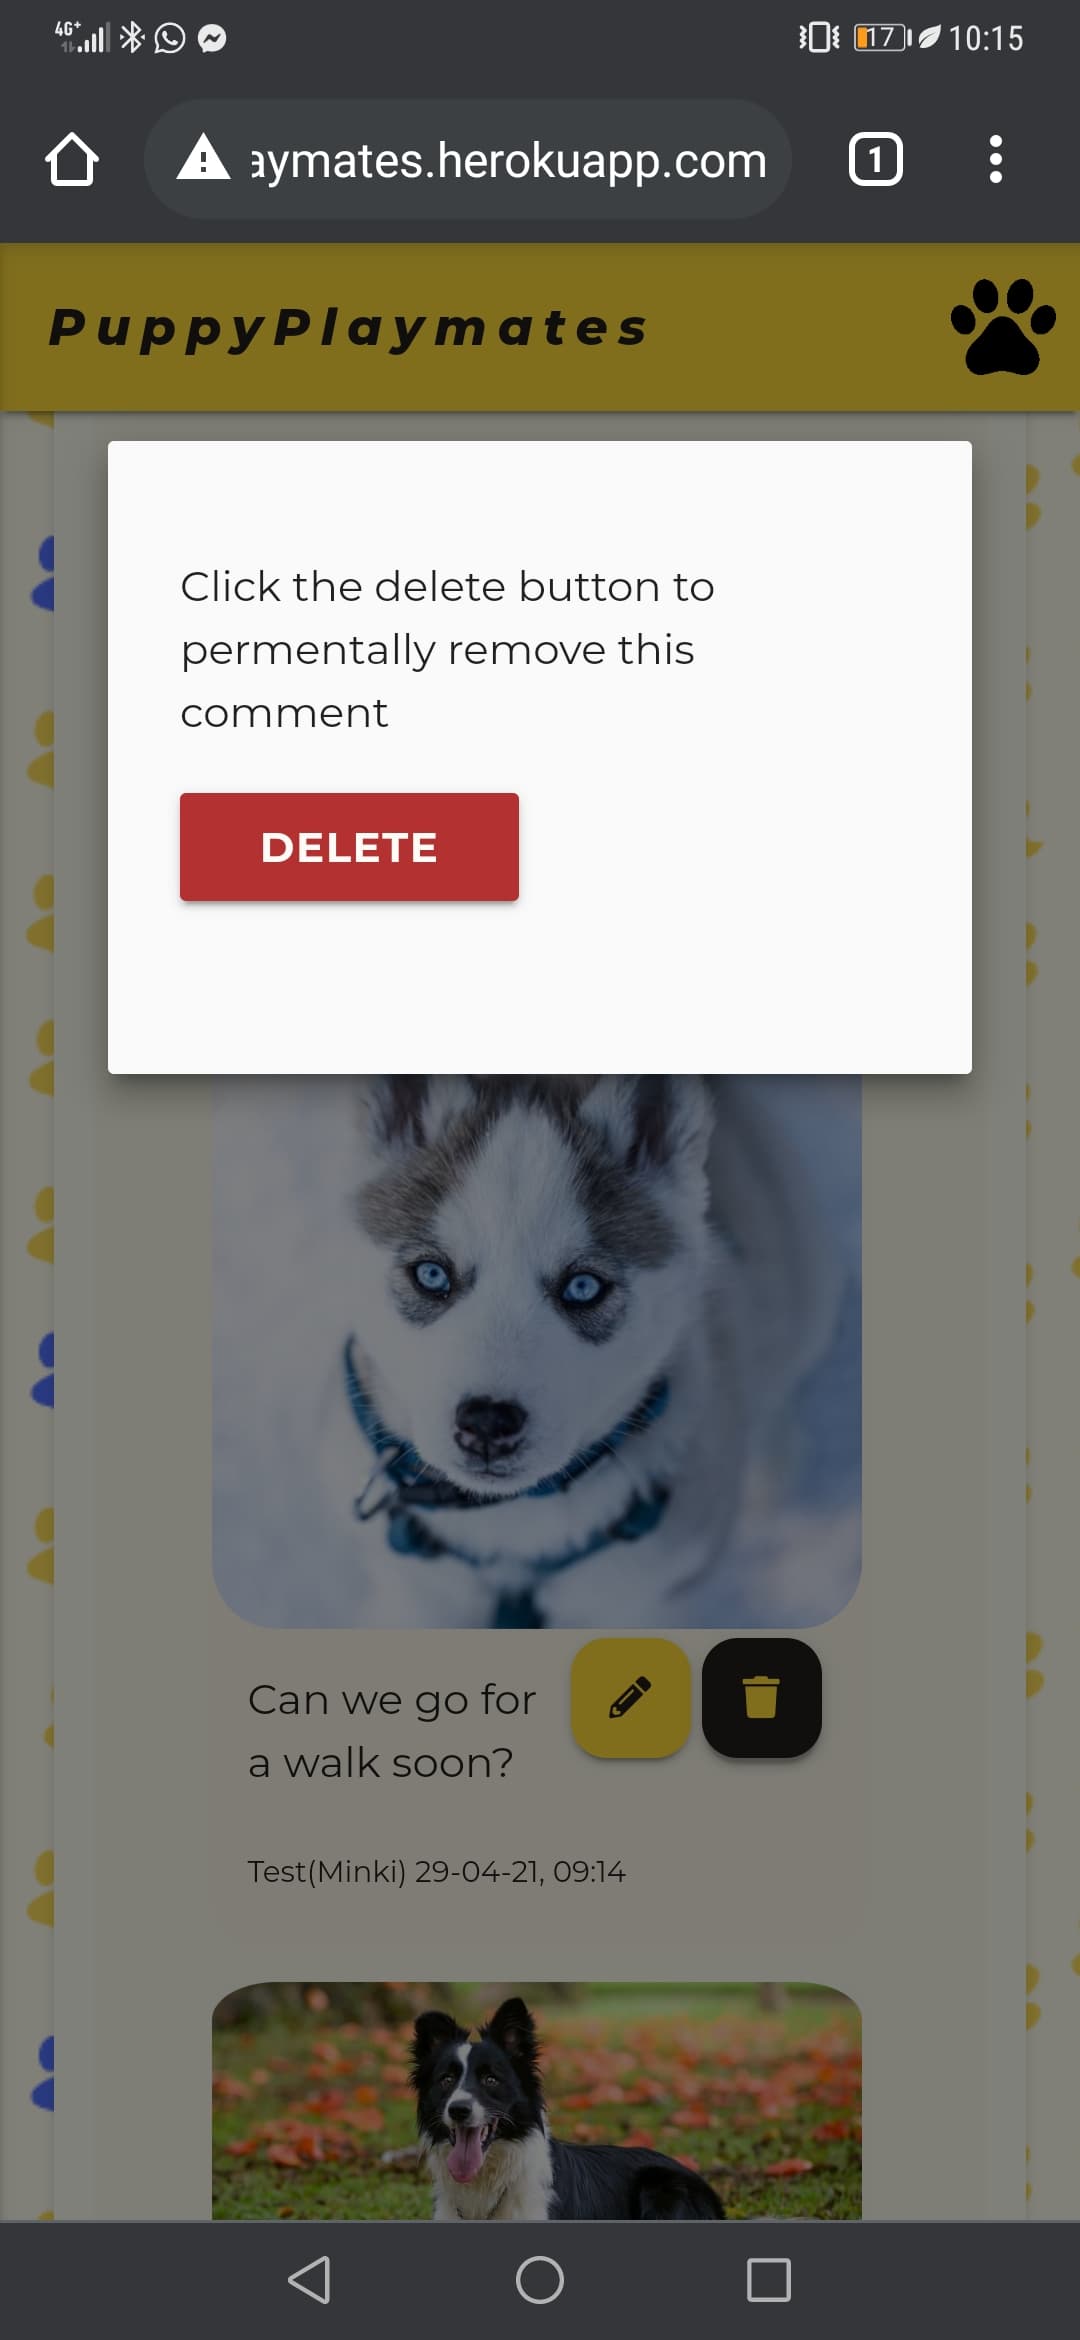 4G+ 17 10:15
aymates.herokuapp.com 1
PuppyPlaymates
Click the delete button to
permentally remove this
comment
DELETE
Can we go for
a walk soon?
Test(Minki) 29-04-21, 09:14